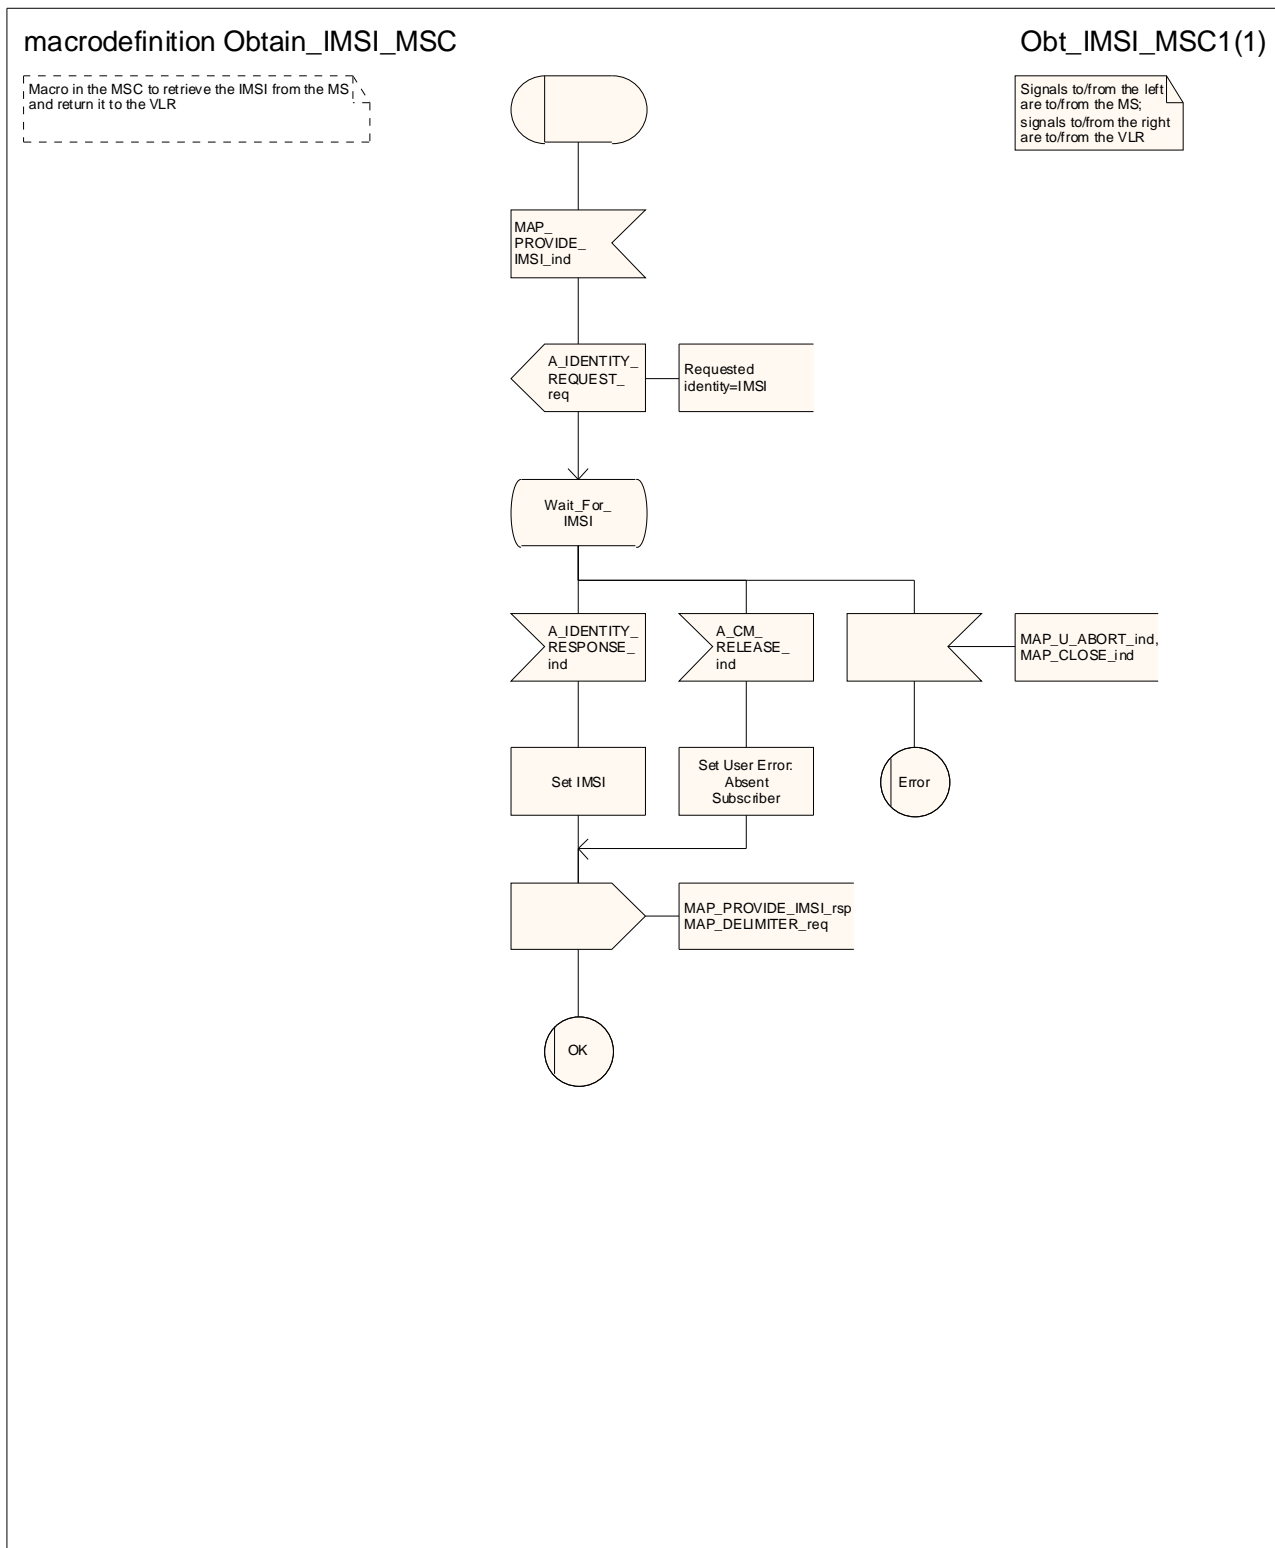 macrodefinition Obtain_IMSI_MSC
Obt_IMSI_MSC1(1)
Macro in the MSC to retrieve the IMSI from the MS
and return it to the VLR
Signals to/from the left
are to/from the MS;
signals to/from the right
are to/from the VLR
MAP_
PROVIDE_
IMSI_ind
A_IDENTITY_
REQUEST_
req
Requested
identity=IMSI
Wait_For_
IMSI
A_IDENTITY_
RESPONSE_
ind
A_CM_
RELEASE_
ind
MAP_U_ABORT_ind,
MAP_CLOSE_ind
Set IMSI
Set User Error:
Absent
Subscriber
Error
MAP_PROVIDE_IMSI_rsp
MAP_DELIMITER_req
OK